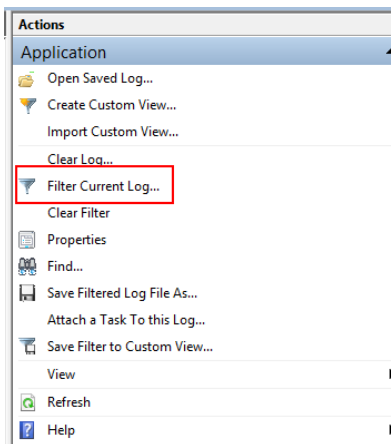 Actions
Application
Open Saved Log...
Create Custom View...
Import Custom View...
Clear Log...
Filter Current Log...
Clear Filter
Properties
Find...
Save Filtered Log File As...
Attach a Task To this Log...
Save Filter to Custom View...
View
Refresh
Help